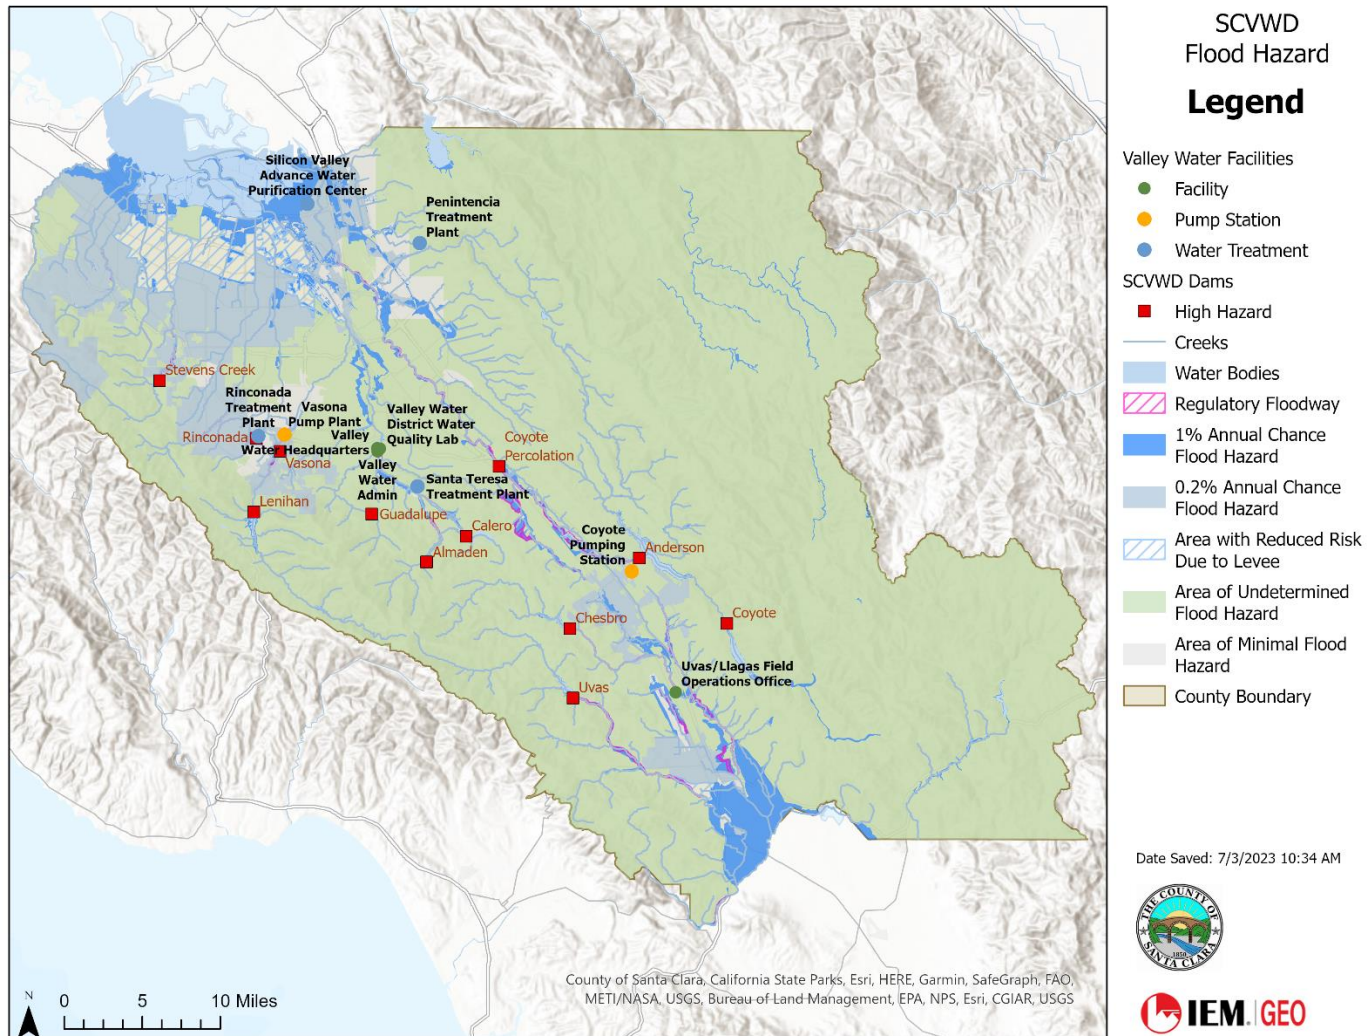 Silicon Valley
Advance Water
Purification Center
Penintencia
Treatment
Plant
Stevens Creek
Rinconada
Treatment
Plant
Vasona
Pump Plant
Valley Water
District Water
Quality Lab
Rinconada
Valley
Water Headquarters
Vasona
Coyote
Percolation
Valley
Water
Admin
Santa Teresa
Treatment Plant
Lenihan
Guadalupe
Calero
Almaden
Coyote
Pumping
Station
Anderson
Chesbro
Coyote
Uvas/Llagas Field
Operations Office
Uvas
County of Santa Clara, California State Parks, Esri, HERE, Garmin, SafeGraph, FAO,
METI/NASA, USGS, Bureau of Land Management, EPA, NPS, Esri, CGIAR, USGS
N
0 5 10 Miles
SCVWD
Flood Hazard
Legend
Valley Water Facilities
Facility
Pump Station
Water Treatment
SCVWD Dams
High Hazard
Creeks
Water Bodies
Regulatory Floodway
1% Annual Chance
Flood Hazard
0.2% Annual Chance
Flood Hazard
Area with Reduced Risk
Due to Levee
Area of Undetermined
Flood Hazard
Area of Minimal Flood
Hazard
County Boundary
Date Saved: 7/3/2023 10:34 AM
THE COUNTY OF
SANTA CLARA
1850
IEM GEO